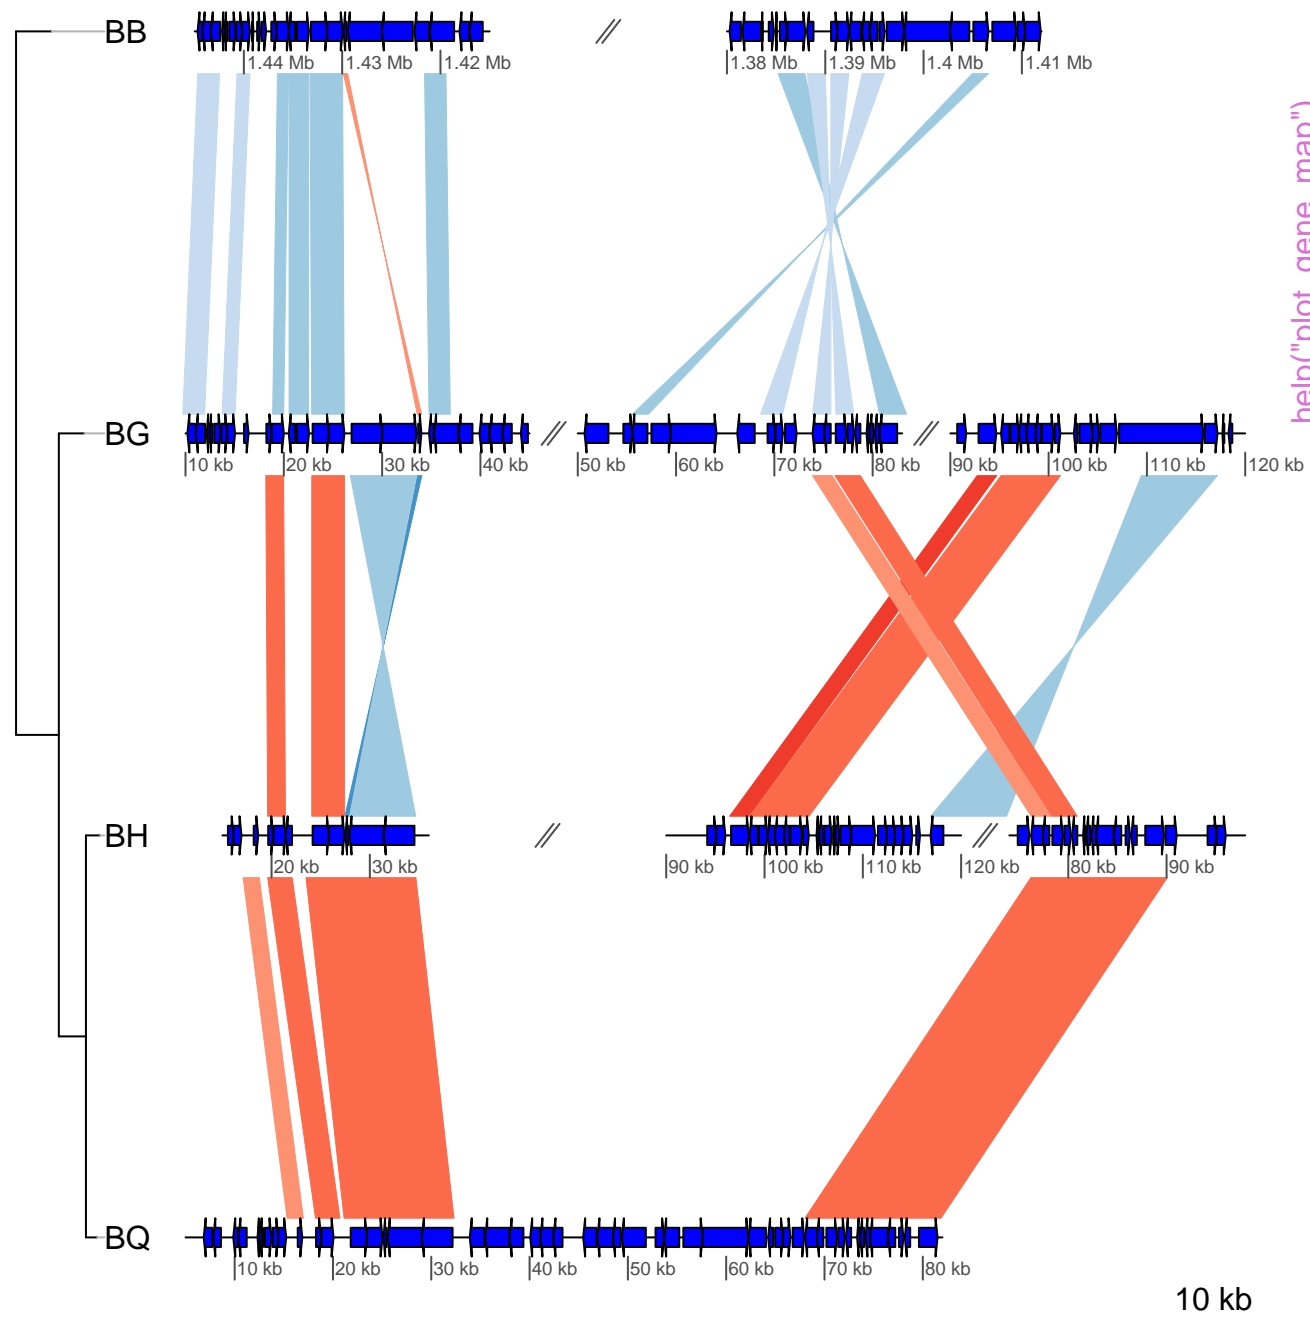 BB
1.44 Mb 1.43 Mb 1.42 Mb 1.38 Mb 1.39 Mb 1.4 Mb 1.41 Mb
help("plot_gene_map")
BG
10 kb 20 kb 30 kb 40 kb 50 kb 60 kb 70 kb 80 kb 90 kb 100 kb 110 kb 120 kb
BH
20 kb 30 kb 90 kb 100 kb 110 kb 120 kb 80 kb 90 kb
BQ
10 kb 20 kb 30 kb 40 kb 50 kb 60 kb 70 kb 80 kb
10 kb